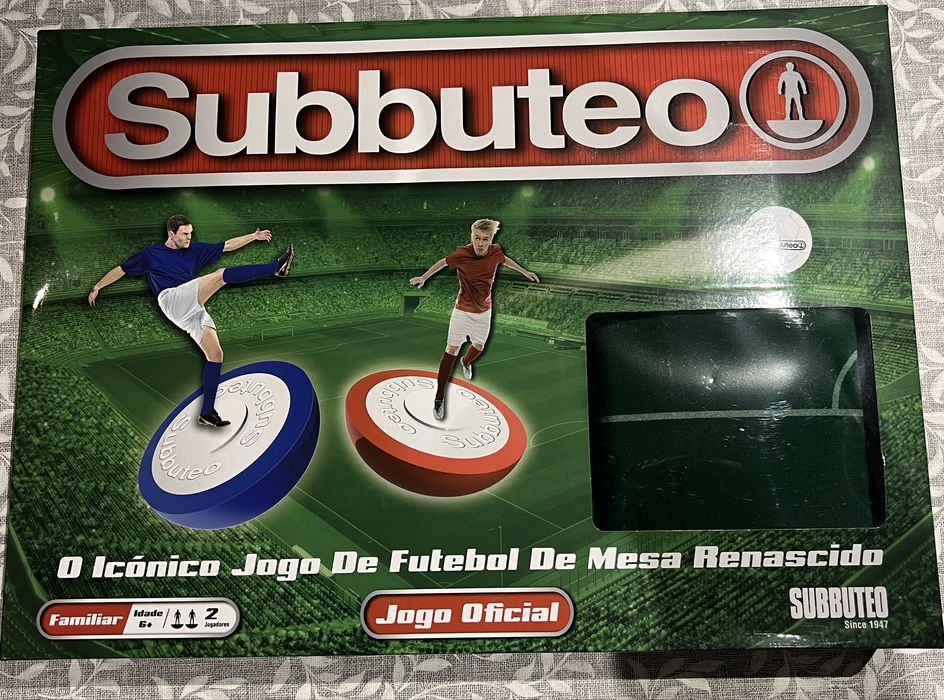 Subbuteo
Subbuteo
Subbuteo
Subbuteo
Subbuteo
O Icónico Jogo De Futebol De Mesa Renascido
Familiar
Idade
6+
2
Jogadores
Jogo Oficial
SUBBUTEO
Since 1947